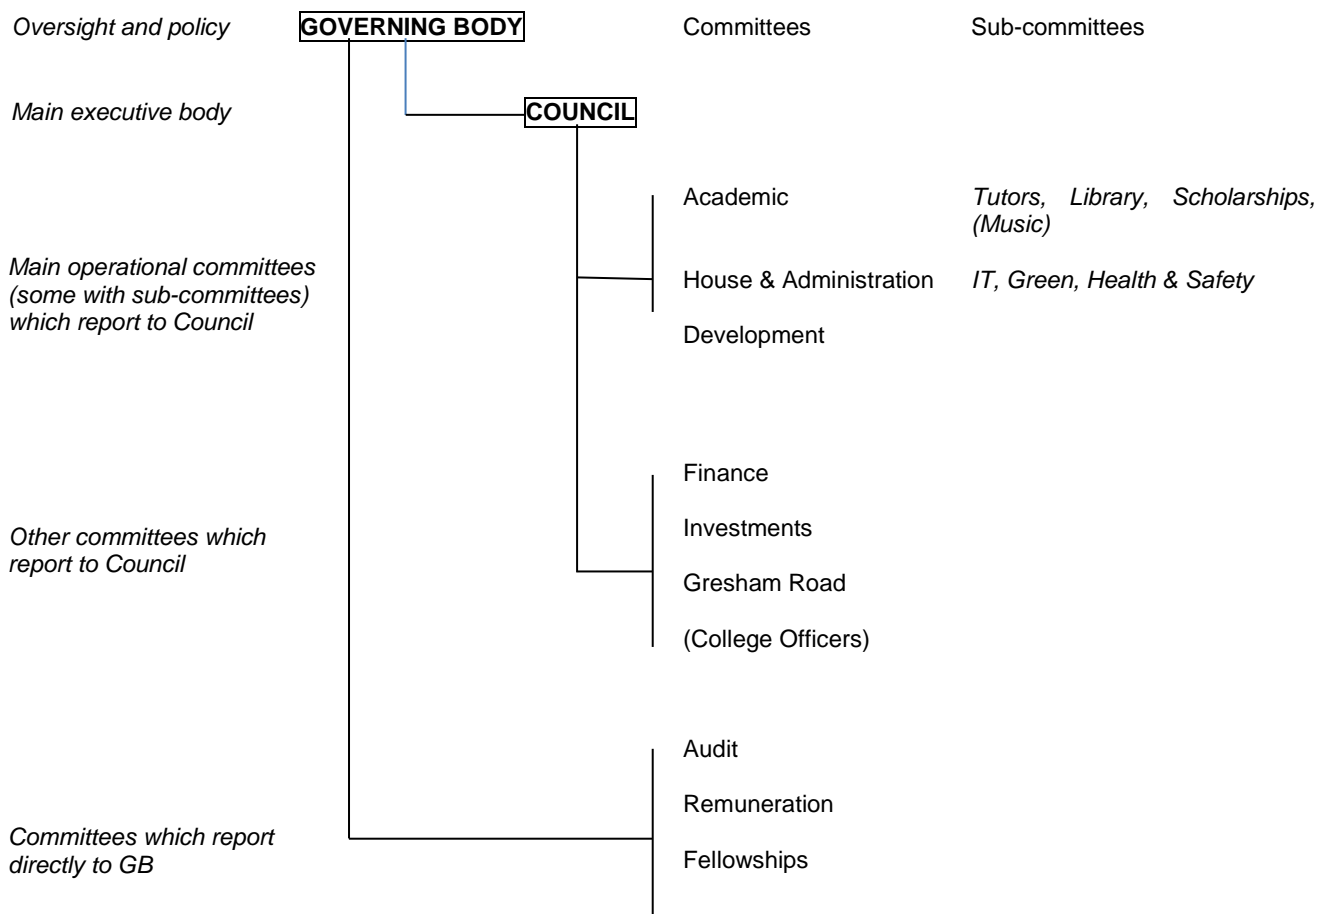 Oversight and policy GOVERNING BODY Committees Sub-committees
Main executive body COUNCIL
Academic Tutors, Library, Scholarships,
(Music)
Main operational committees
(some with sub-committees) House & Administration IT, Green, Health & Safety
which report to Council
Development
Finance
Other committees which Investments
report to Council
Gresham Road
(College Officers)
Audit
Remuneration
Committees which report
directly to GB Fellowships